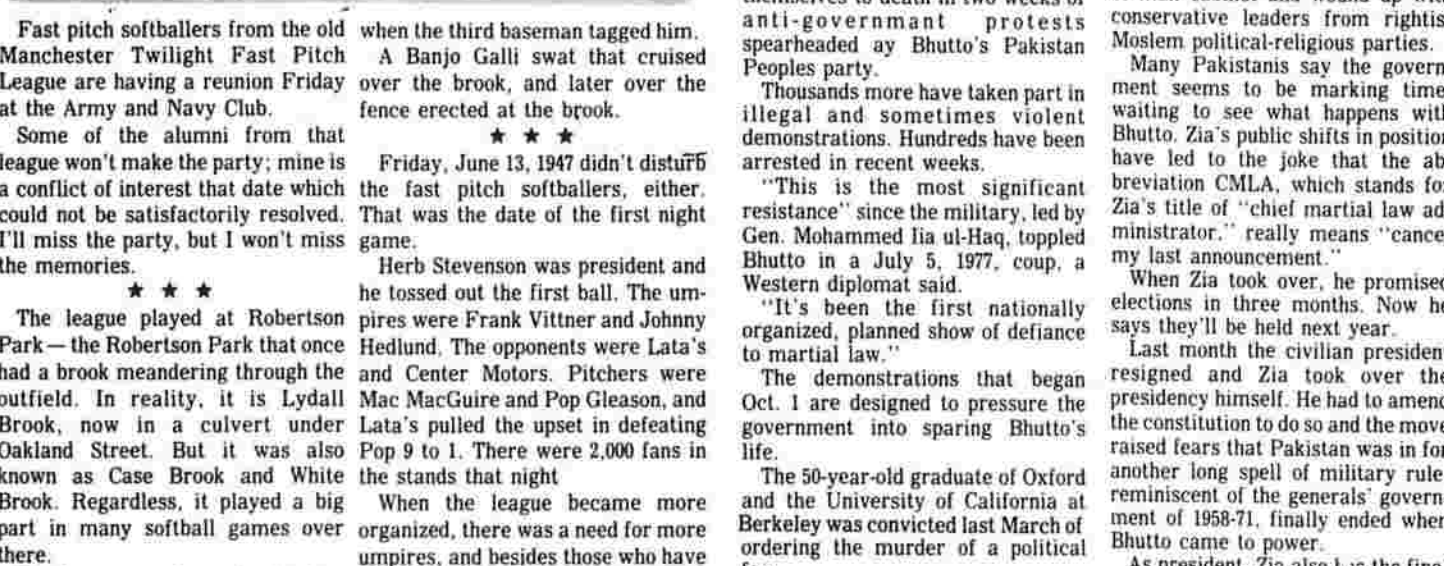 Fast pitch softballers from the old
Manchester Twilight Fast Pitch
League are having a reunion Friday
at the Army and Navy Club.
Some of the alumni from that
league won't make the party; mine is
a conflict of interest that date which
could not be satisfactorily resolved.
I'll miss the party, but I won't miss
the memories.
★ ★ ★
The league played at Robertson
Park — the Robertson Park that once
had a brook meandering through the
outfield. In reality, it is Lydall
Brook, now in a culvert under
Oakland Street. But it was also
known as Case Brook and White
Brook. Regardless, it played a big
part in many softball games over
there.
when the third baseman tagged him.
A Banjo Galli swat that cruised
over the brook, and later over the
fence erected at the brook.
★ ★ ★
Friday, June 13, 1947 didn't disturb
the fast pitch softballers, either.
That was the date of the first night
game.
Herb Stevenson was president and
he tossed out the first ball. The um-
pires were Frank Vittner and Johnny
Hedlund. The opponents were Lata's
and Center Motors. Pitchers were
Mac MacGuire and Pop Gleason, and
Lata's pulled the upset in defeating
Pop 9 to 1. There were 2,000 fans in
the stands that night
When the league became more
organized, there was a need for more
umpires, and besides those who have
themselves to death in two weeks of
anti-governmant protests
spearheaded ay Bhutto's Pakistan
Peoples party.
Thousands more have taken part in
illegal and sometimes violent
demonstrations. Hundreds have been
arrested in recent weeks.
"This is the most significant
resistance" since the military, led by
Gen. Mohammed Iia ul-Haq, toppled
Bhutto in a July 5, 1977, coup, a
Western diplomat said.
"It's been the first nationally
organized, planned show of defiance
to martial law."
The demonstrations that began
Oct. 1 are designed to pressure the
government into sparing Bhutto's
life.
The 50-year-old graduate of Oxford
and the University of California at
Berkeley was convicted last March of
ordering the murder of a political
conservative leaders from rightis
Moslem political-religious parties.
Many Pakistanis say the govern
ment seems to be marking time
waiting to see what happens with
Bhutto. Zia's public shifts in position
have led to the joke that the ab
breviation CMLA, which stands fo
Zia's title of "chief martial law ad
ministrator," really means "cance
my last announcement."
When Zia took over, he promised
elections in three months. Now he
says they'll be held next year.
Last month the civilian presiden
resigned and Zia took over the
presidency himself. He had to amend
the constitution to do so and the move
raised fears that Pakistan was in for
another long spell of military rule
reminiscent of the generals' govern
ment of 1958-71, finally ended when
Bhutto came to power.
As president, Zia also has the final